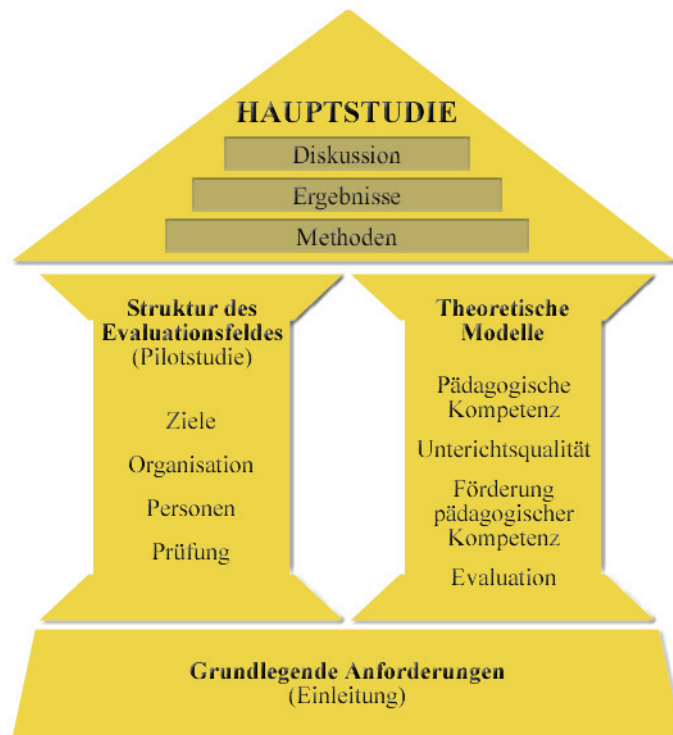 HAUPTSTUDIE
Diskussion
Ergebnisse
Methoden
Struktur des
Evaluationsfeldes
(Pilotstudie)
Ziele
Organisation
Personen
Prüfung
Theoretische
Modelle
Pädagogische
Kompetenz
Unterichtsqualität
Förderung
pädagogischer
Kompetenz
Evaluation
Grundlegende Anforderungen
(Einleitung)